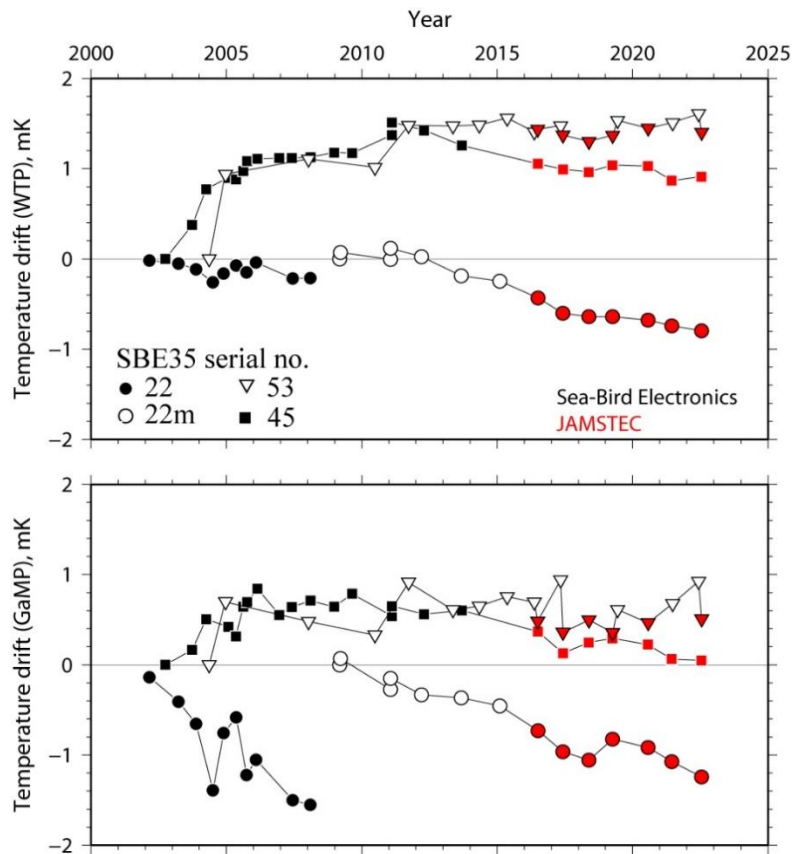 Year
2000 2005 2010 2015 2020 2025
Temperature drift (WTP), mK
2
1
0
−1
−2
SBE35 serial no.
22 53
22m 45
Sea-Bird Electronics
JAMSTEC
Temperature drift (GaMP), mK
2
1
0
−1
−2